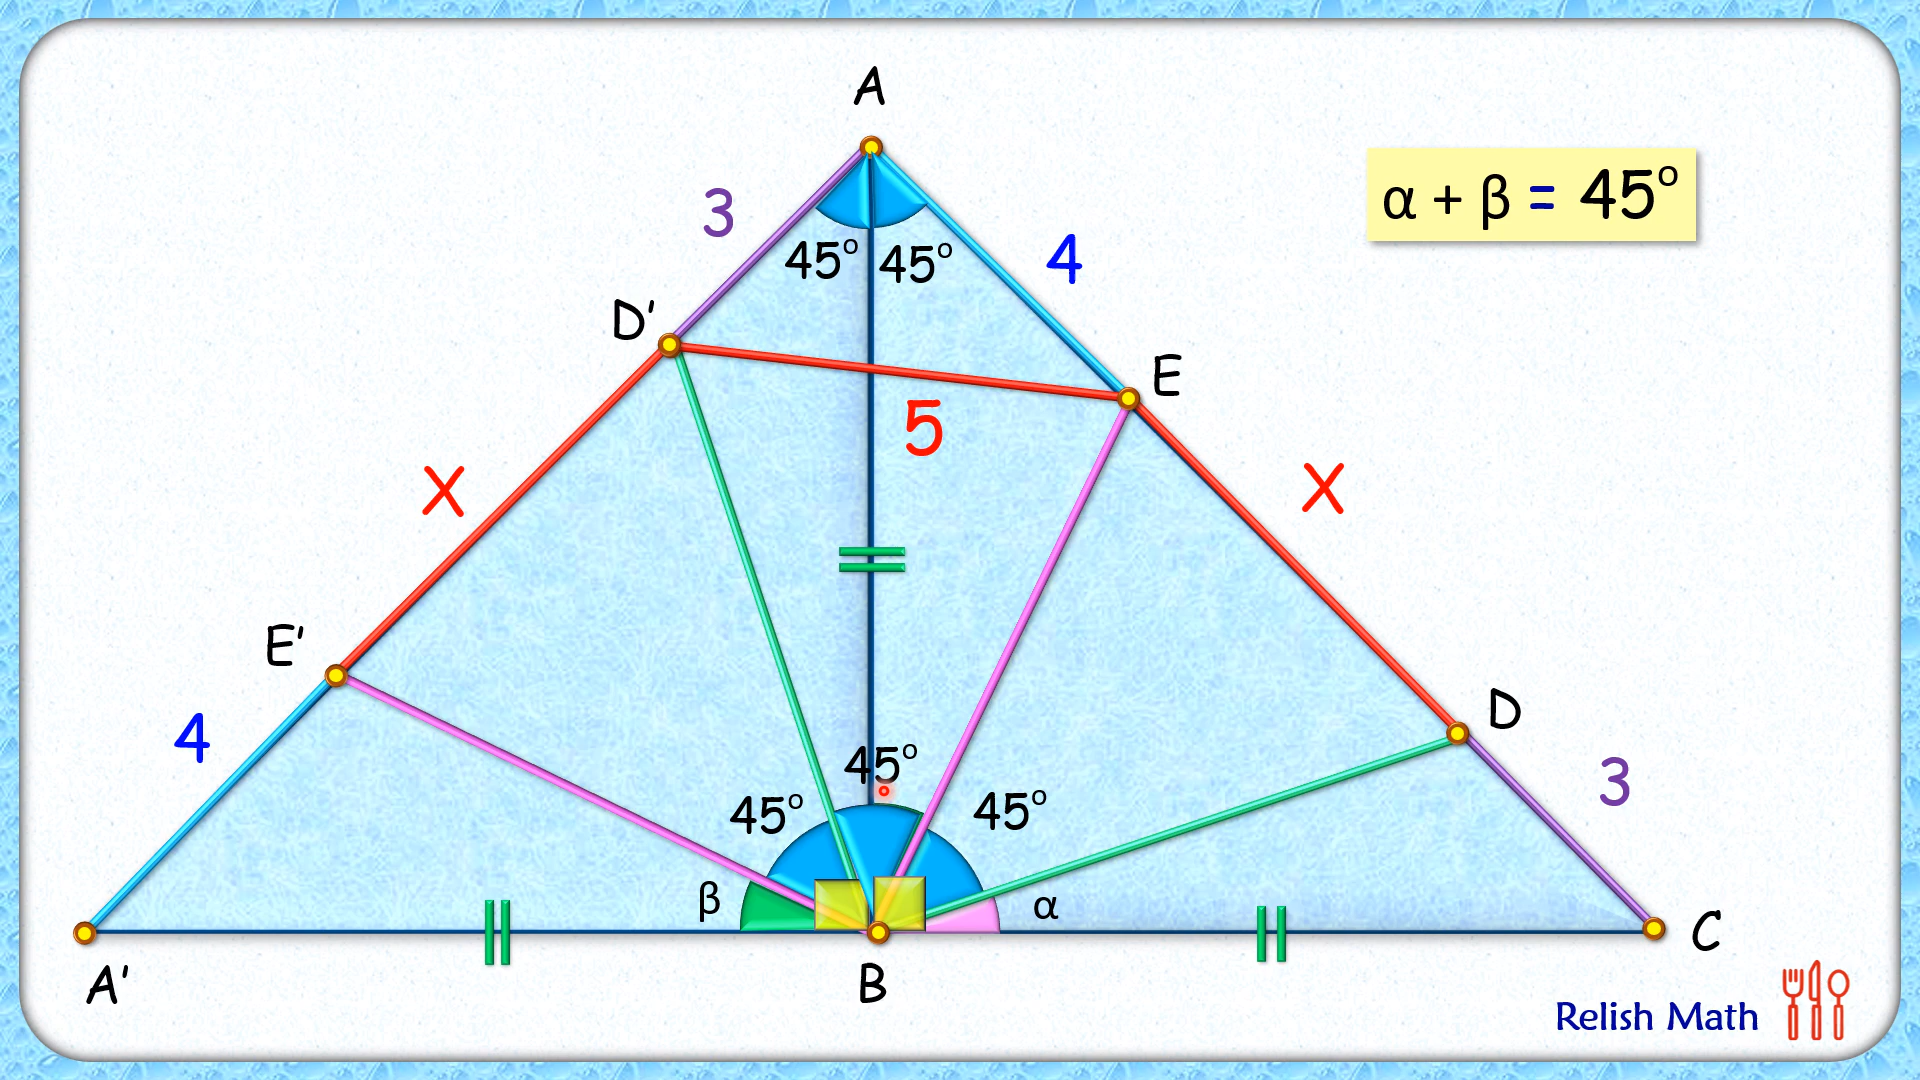 A
α + β = 45°
3
45° 45°
4
D'
E
5
X
X
E'
D
4
45°
3
45°
45°
β
α
C
A'
B
Relish Math